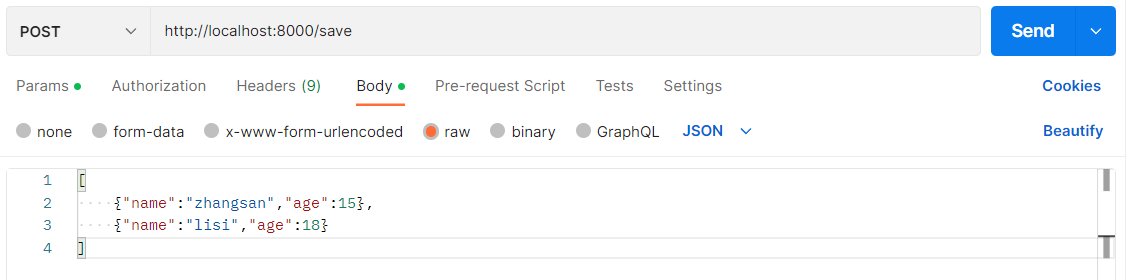 POST http://localhost:8000/save Send
Params Authorization Headers (9) Body Pre-request Script Tests Settings Cookies
none form-data x-www-form-urlencoded raw binary GraphQL JSON Beautify
1 [
2 {"name":"zhangsan","age":15},
3 {"name":"lisi","age":18}
4 ]